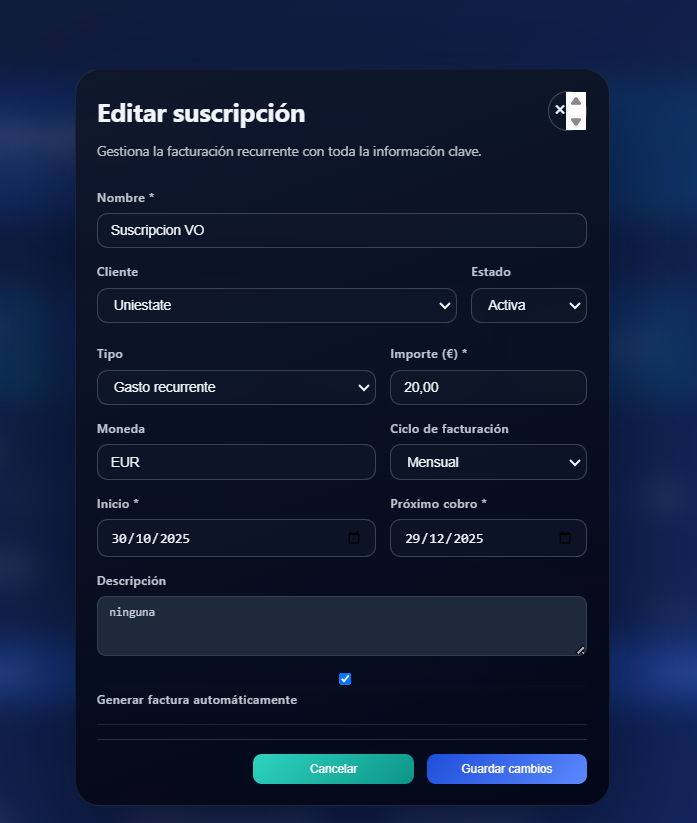 Editar suscripción
×
Gestiona la facturación recurrente con toda la información clave.
Nombre *
Suscripcion VO
Cliente Estado
Uniestate Activa
Tipo Importe (€) *
Gasto recurrente 20,00
Moneda Ciclo de facturación
EUR Mensual
Inicio * Próximo cobro *
30/10/2025 29/12/2025
Descripción
ninguna
Generar factura automáticamente
Cancelar Guardar cambios